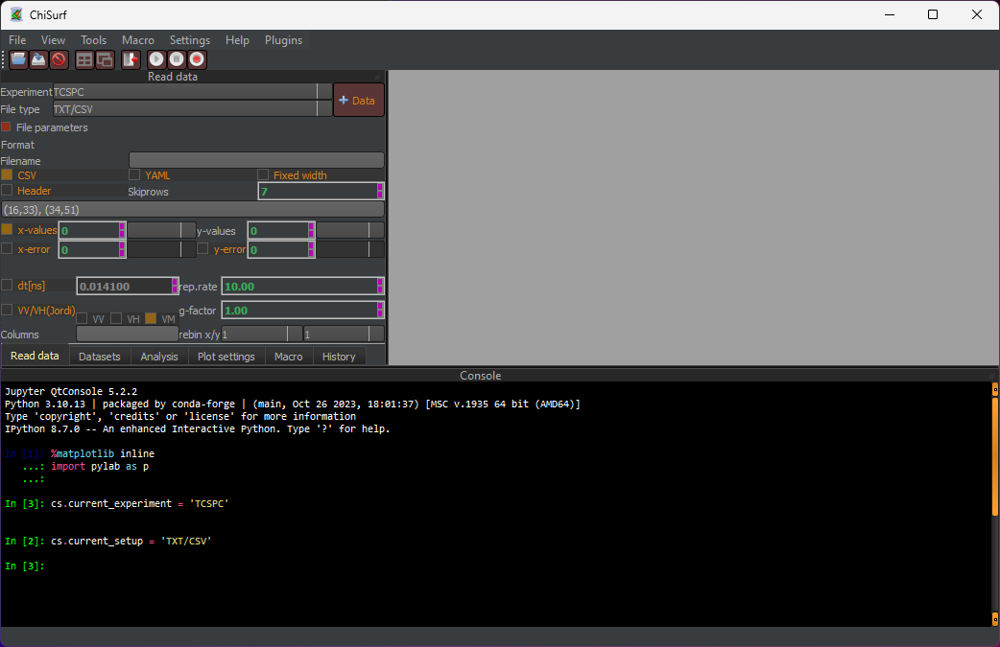 ChiSurf
File View Tools Macro Settings Help Plugins
Read data
Experiment TCSPC
File type TXT/CSV
+ Data
File parameters
Format
Filename
CSV YAML Fixed width
Header Skiprows 7
(16,33), (34,51)
x-values 0 y-values 0
x-error 0 y-error 0
dt[ns] 0.014100 rep.rate 10.00
VV/VH(Jordi) VV VH VM g-factor 1.00
Columns rebin x/y 1 1
Read data Datasets Analysis Plot settings Macro History
Console
Jupyter QtConsole 5.2.2
Python 3.10.13 | packaged by conda-forge | (main, Oct 26 2023, 18:01:37) [MSC v.1935 64 bit (AMD64)]
Type 'copyright', 'credits' or 'license' for more information
IPython 8.7.0 -- An enhanced Interactive Python. Type '?' for help.
In [1]: %matplotlib inline
...: import pylab as p
...:
In [3]: cs.current_experiment = 'TCSPC'
In [2]: cs.current_setup = 'TXT/CSV'
In [3]: